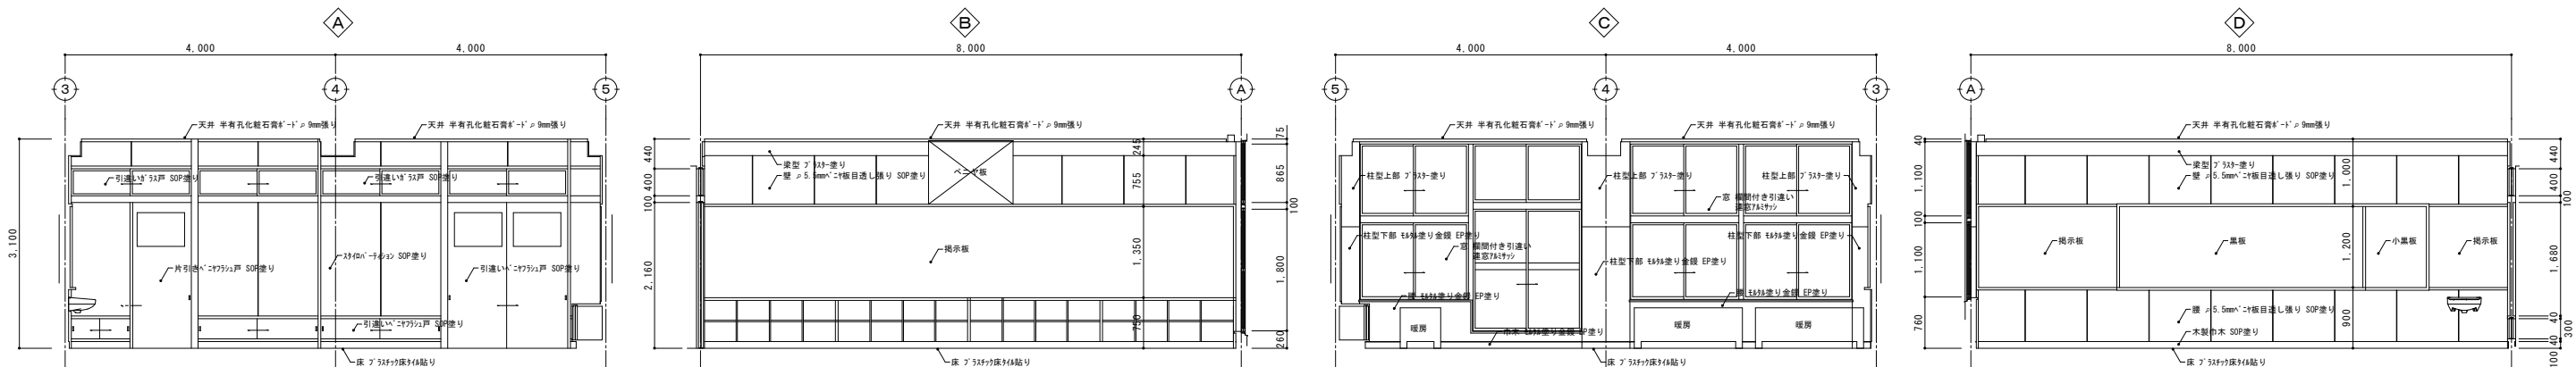 A
4,000
4,000
3
4
5
天井 半有孔化粧石膏ﾎﾞｰﾄﾞ 9mm張り
天井 半有孔化粧石膏ﾎﾞｰﾄﾞ 9mm張り
引違いｶﾞﾗｽ戸 SOP塗り
引違いｶﾞﾗｽ戸 SOP塗り
3,100
片引きﾍﾞﾆﾔﾌﾗｼｭ戸 SOP塗り
ｽﾀｲﾛﾊﾟｰﾃｨｼｮﾝ SOP塗り
引違いﾍﾞﾆﾔﾌﾗｼｭ戸 SOP塗り
引違いﾍﾞﾆﾔﾌﾗｼｭ戸 SOP塗り
床 ﾌﾟﾗｽﾁｯｸ床ﾀｲﾙ貼り
B
8,000
A
天井 半有孔化粧石膏ﾎﾞｰﾄﾞ 9mm張り
梁型 ﾌﾟﾗｽﾀｰ塗り
壁 5.5mmﾍﾞﾆﾔ板目透し張り SOP塗り
ベニヤ板
掲示板
440
400
100
2,160
245
755
1,350
750
75
865
100
1,800
260
床 ﾌﾟﾗｽﾁｯｸ床ﾀｲﾙ貼り
C
4,000
4,000
5
4
3
天井 半有孔化粧石膏ﾎﾞｰﾄﾞ 9mm張り
天井 半有孔化粧石膏ﾎﾞｰﾄﾞ 9mm張り
柱型上部 ﾌﾟﾗｽﾀｰ塗り
柱型上部 ﾌﾟﾗｽﾀｰ塗り
柱型上部 ﾌﾟﾗｽﾀｰ塗り
窓 欄間付き引違い
連窓ｱﾙﾐｻｯｼ
柱型下部 ﾓﾙﾀﾙ塗り金鏝 EP塗り
柱型下部 ﾓﾙﾀﾙ塗り金鏝 EP塗り
窓 欄間付き引違い
連窓ｱﾙﾐｻｯｼ
柱型下部 ﾓﾙﾀﾙ塗り金鏝 EP塗り
腰 ﾓﾙﾀﾙ塗り金鏝 EP塗り
腰 ﾓﾙﾀﾙ塗り金鏝 EP塗り
暖房
暖房
暖房
巾木 ﾓﾙﾀﾙ塗り金鏝 EP塗り
床 ﾌﾟﾗｽﾁｯｸ床ﾀｲﾙ貼り
D
8,000
A
天井 半有孔化粧石膏ﾎﾞｰﾄﾞ 9mm張り
梁型 ﾌﾟﾗｽﾀｰ塗り
壁 5.5mmﾍﾞﾆﾔ板目透し張り SOP塗り
40
1,100
100
1,100
760
掲示板
黒板
小黒板
掲示板
1,000
1,200
900
440
400
100
1,680
40
300
40
100
腰 5.5mmﾍﾞﾆﾔ板目透し張り SOP塗り
木製巾木 SOP塗り
床 ﾌﾟﾗｽﾁｯｸ床ﾀｲﾙ貼り